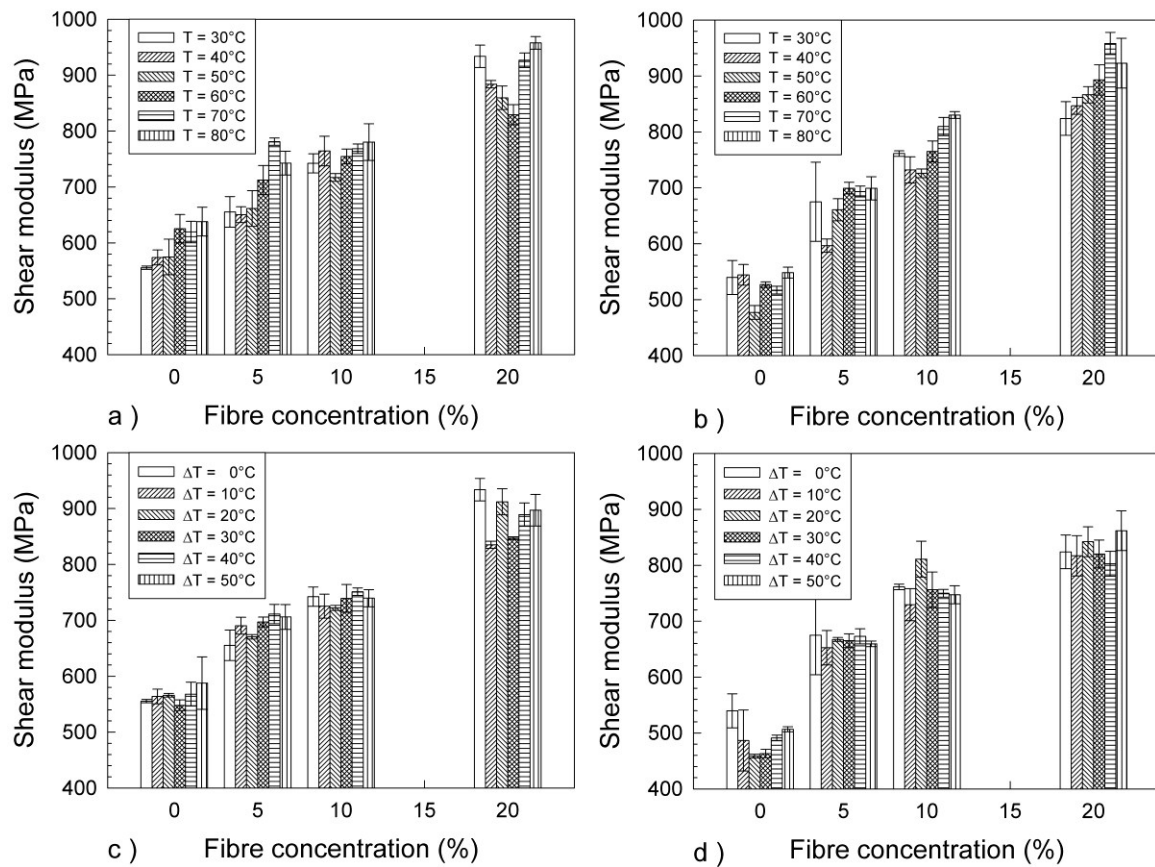 1000
900
800
700
600
500
400
Shear modulus (MPa)
T = 30°C
T = 40°C
T = 50°C
T = 60°C
T = 70°C
T = 80°C
0 5 10 15 20
a ) Fibre concentration (%)
1000
900
800
700
600
500
400
Shear modulus (MPa)
T = 30°C
T = 40°C
T = 50°C
T = 60°C
T = 70°C
T = 80°C
0 5 10 15 20
b ) Fibre concentration (%)
1000
900
800
700
600
500
400
Shear modulus (MPa)
ΔT = 0°C
ΔT = 10°C
ΔT = 20°C
ΔT = 30°C
ΔT = 40°C
ΔT = 50°C
0 5 10 15 20
c ) Fibre concentration (%)
1000
900
800
700
600
500
400
Shear modulus (MPa)
ΔT = 0°C
ΔT = 10°C
ΔT = 20°C
ΔT = 30°C
ΔT = 40°C
ΔT = 50°C
0 5 10 15 20
d ) Fibre concentration (%)